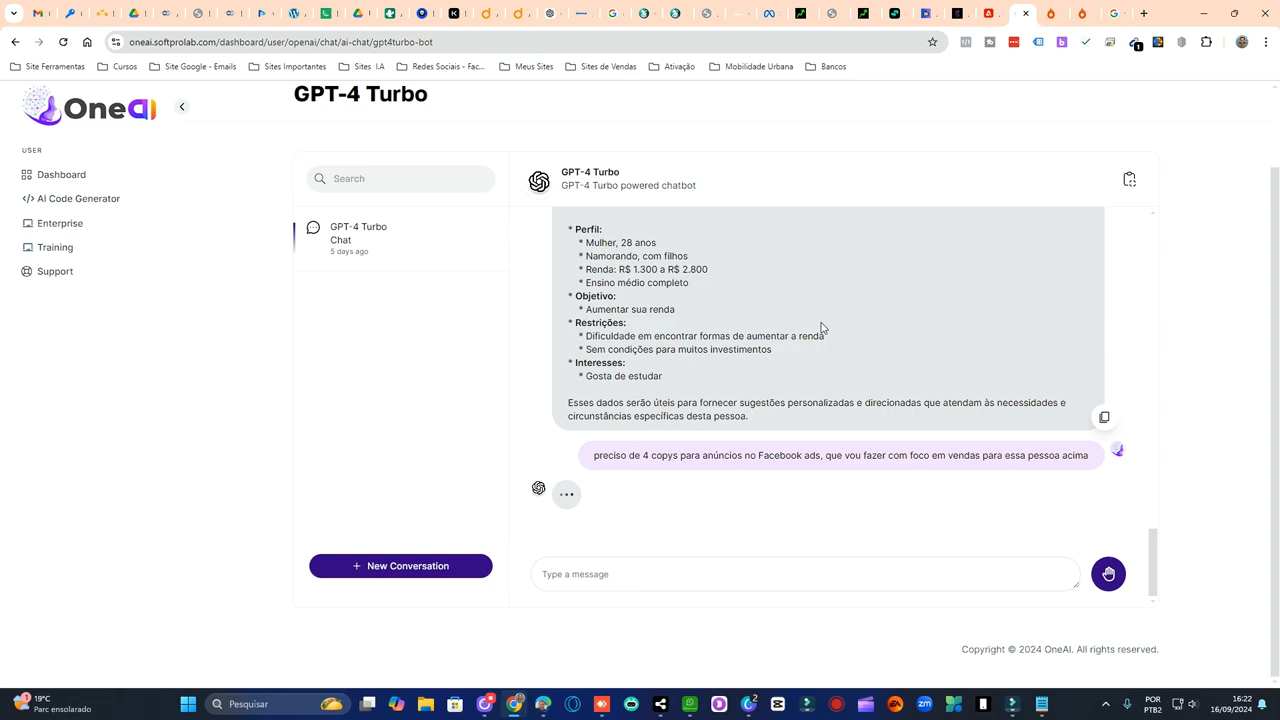 oneai.softprolab.com/dashboard/user/openai/chat/ai-chat/gpt4turbo-bot
Site Ferramentas
Cursos
Site Google - Emails
Sites Importantes
Sites I.A
Redes Sociais - Fac...
Meus Sites
Sites de Vendas
Ativação
Mobilidade Urbana
Bancos
OneAI
GPT-4 Turbo
USER
Dashboard
AI Code Generator
Enterprise
Training
Support
Search
GPT-4 Turbo
Chat
5 days ago
+ New Conversation
GPT-4 Turbo
GPT-4 Turbo powered chatbot
* Perfil:
* Mulher, 28 anos
* Namorando, com filhos
* Renda: R$ 1.300 a R$ 2.800
* Ensino médio completo
* Objetivo:
* Aumentar sua renda
* Restrições:
* Dificuldade em encontrar formas de aumentar a renda
* Sem condições para muitos investimentos
* Interesses:
* Gosta de estudar
Esses dados serão úteis para fornecer sugestões personalizadas e direcionadas que atendam às necessidades e
circunstâncias específicas desta pessoa.
preciso de 4 copys para anúncios no Facebook ads, que vou fazer com foco em vendas para essa pessoa acima
Type a message
Copyright © 2024 OneAI. All rights reserved.
19°C
Parc ensolarado
Pesquisar
POR
PTB2
16:22
16/09/2024